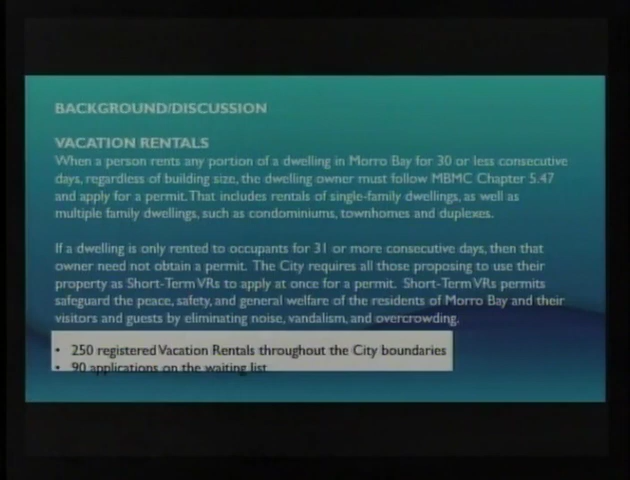 BACKGROUND/DISCUSSION
VACATION RENTALS
When a person rents any portion of a dwelling in Morro Bay for 30 or less consecutive
days, regardless of building size, the dwelling owner must follow MBMC Chapter 5.47
and apply for a permit. That includes rentals of single-family dwellings, as well as
multiple family dwellings, such as condominiums, townhomes and duplexes.
If a dwelling is only rented to occupants for 31 or more consecutive days, then that
owner need not obtain a permit. The City requires all those proposing to use their
property as Short-Term VRs to apply at once for a permit. Short-Term VRs permits
safeguard the peace, safety, and general welfare of the residents of Morro Bay and their
visitors and guests by eliminating noise, vandalism, and overcrowding.
• 250 registered Vacation Rentals throughout the City boundaries
• 90 applications on the waiting list